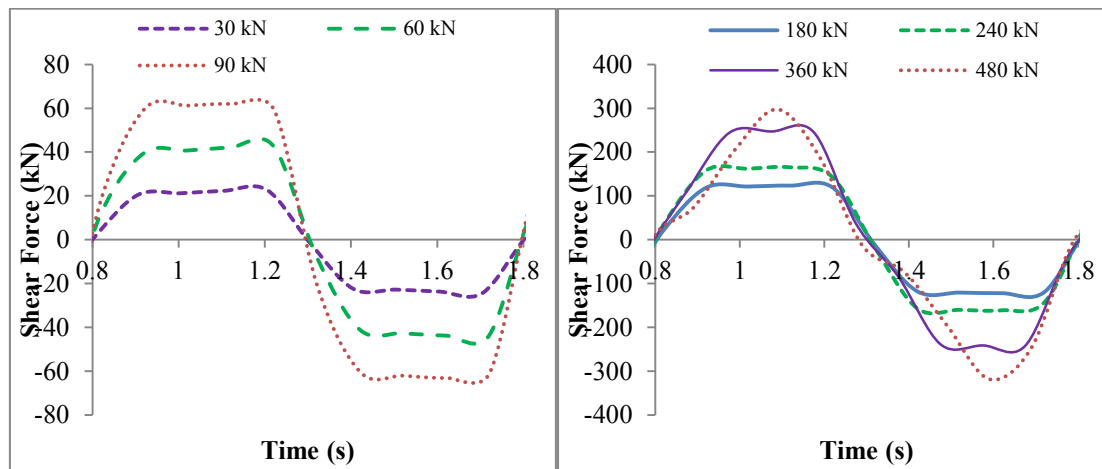 30 kN 60 kN
90 kN
Shear Force (kN)
80
60
40
20
0
-20
-40
-60
-80
0.8 1 1.2 1.4 1.6 1.8
Time (s)
180 kN 240 kN
360 kN 480 kN
Shear Force (kN)
400
300
200
100
0
-100
-200
-300
-400
0.8 1 1.2 1.4 1.6 1.8
Time (s)